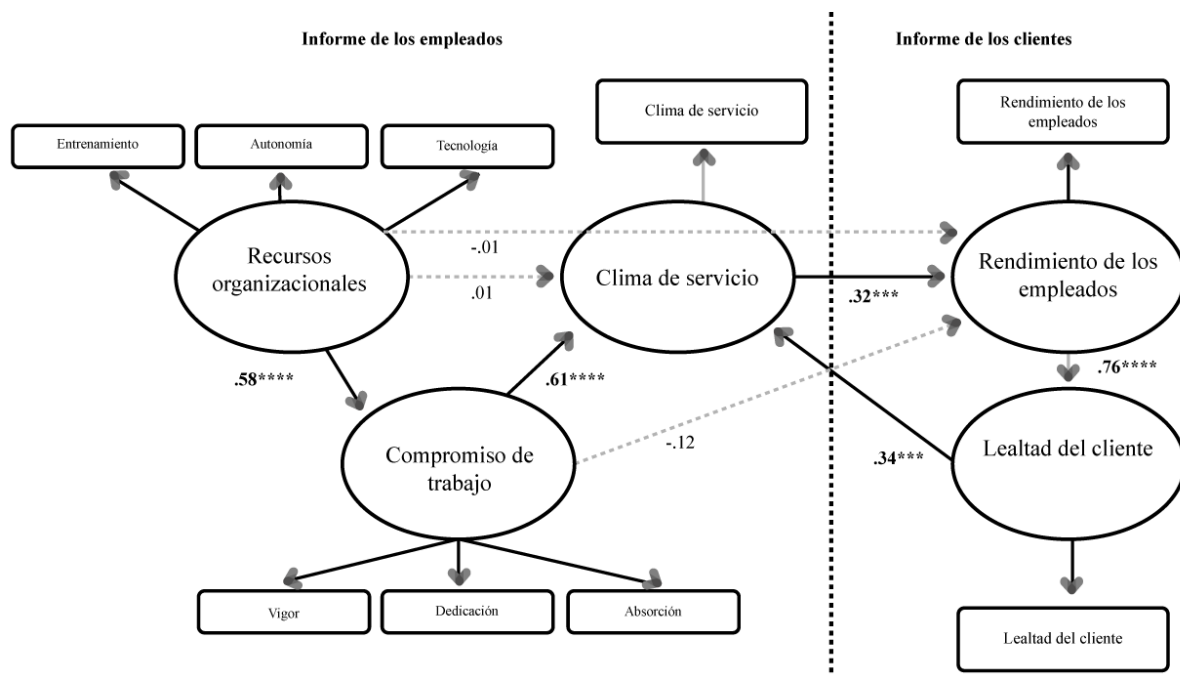 Informe de los empleados
Informe de los clientes
Clima de servicio
Rendimiento de los
empleados
Entrenamiento
Autonomía
Tecnología
Recursos
organizacionales
Clima de servicio
Rendimiento de los
empleados
-.01
.01
.32***
.58****
.61****
.76****
-.12
.34***
Compromiso de
trabajo
Lealtad del cliente
Vigor
Dedicación
Absorción
Lealtad del cliente